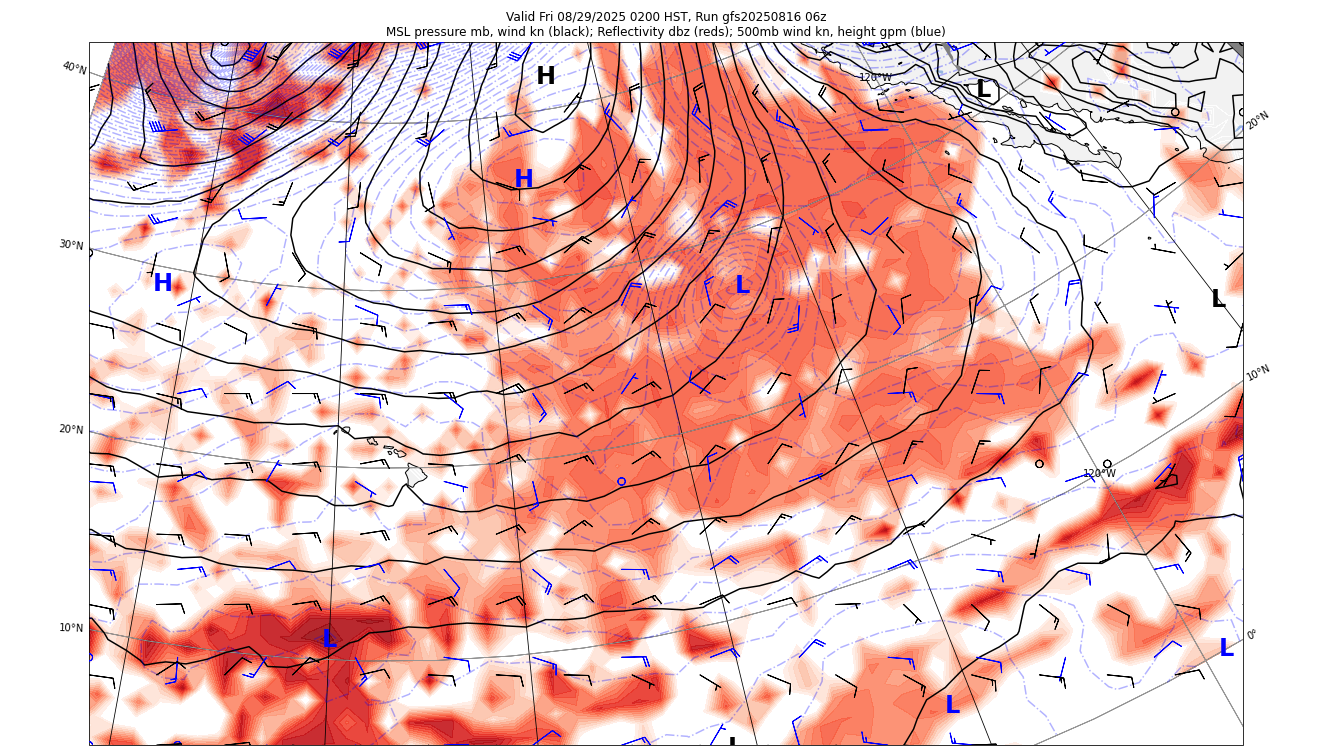 Valid Fri 08/29/2025 0200 HST, Run gfs20250816 06z
MSL pressure mb, wind kn (black); Reflectivity dbz (reds); 500mb wind kn, height gpm (blue)
40°N
H
120°W
L
20°N
H
30°N
H
L
L
10°N
20°N
120°W
10°N
L
0°
L
L
L